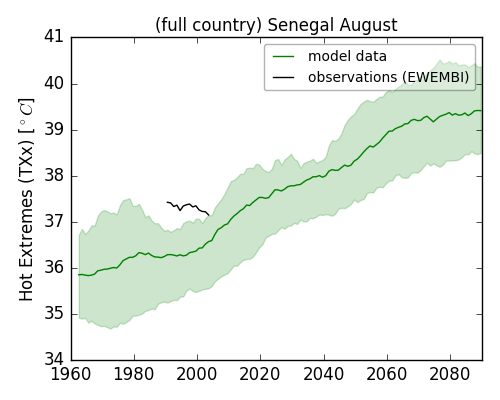 (full country) Senegal August
model data
observations (EWEMBI)
Hot Extremes (TXx) [°C]
41
40
39
38
37
36
35
34
1960 1980 2000 2020 2040 2060 2080